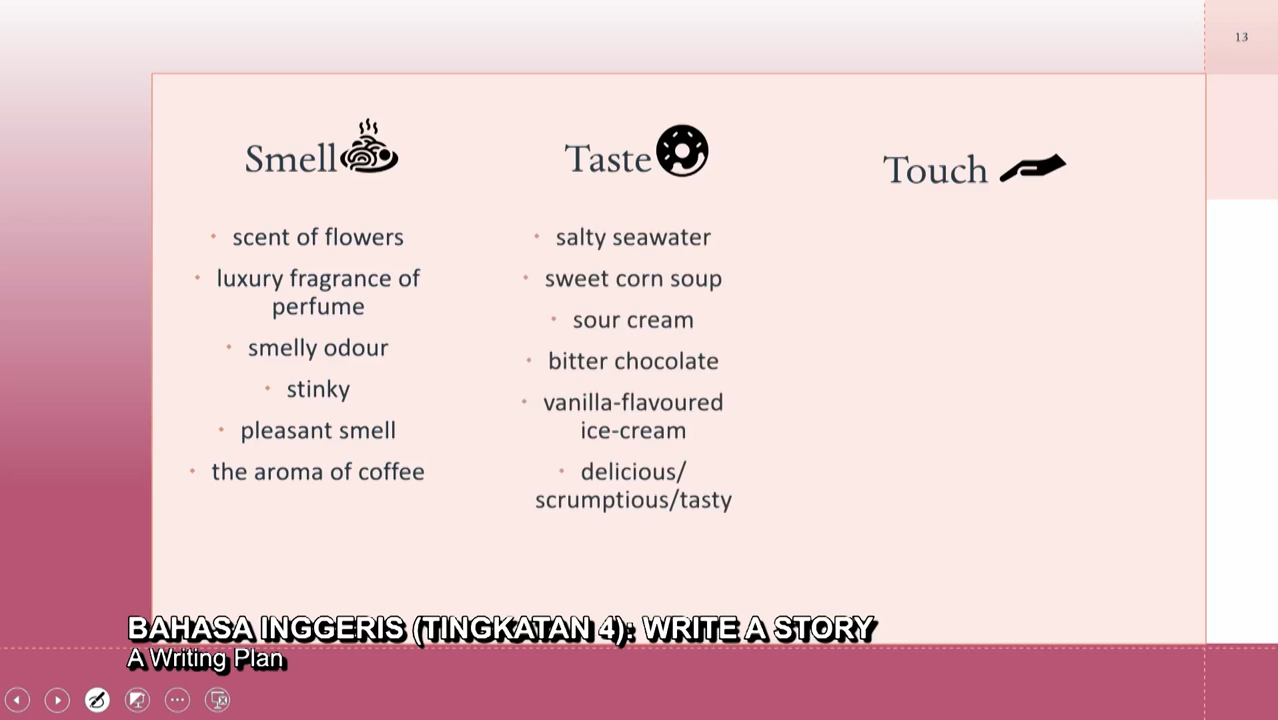 13
Smell
scent of flowers
luxury fragrance of
perfume
smelly odour
stinky
pleasant smell
the aroma of coffee
Taste
salty seawater
sweet corn soup
sour cream
bitter chocolate
vanilla-flavoured
ice-cream
delicious/
scrumptious/tasty
Touch
BAHASA INGGERIS (TINGKATAN 4): WRITE A STORY
A Writing Plan